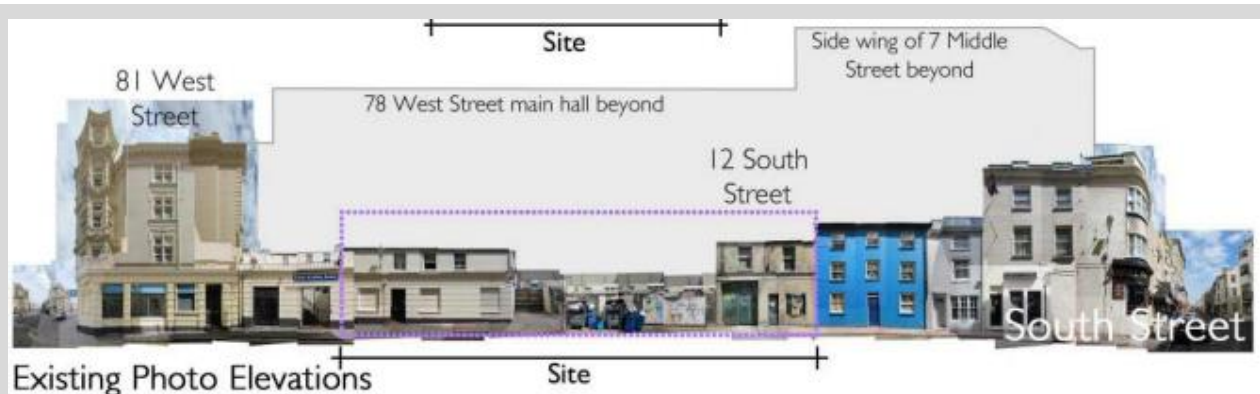 Site
Side wing of 7 Middle
Street beyond
81 West
Street
78 West Street main hall beyond
12 South
Street
South Street
Existing Photo Elevations
Site